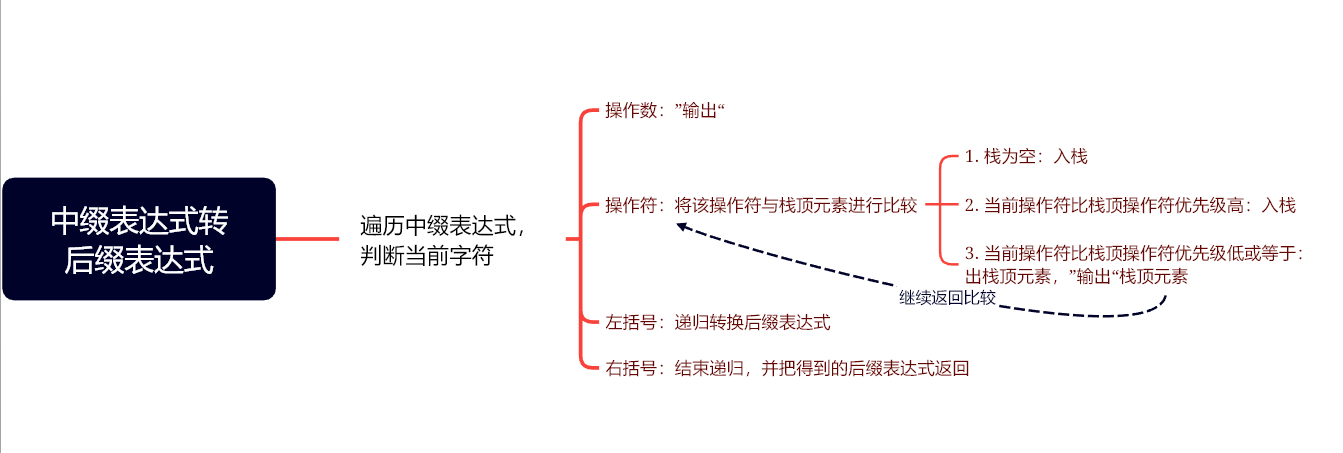 中缀表达式转
后缀表达式
遍历中缀表达式，
判断当前字符
操作数：”输出“
操作符：将该操作符与栈顶元素进行比较
1. 栈为空：入栈
2. 当前操作符比栈顶操作符优先级高：入栈
3. 当前操作符比栈顶操作符优先级低或等于：
出栈顶元素，”输出“栈顶元素
继续返回比较
左括号：递归转换后缀表达式
右括号：结束递归，并把得到的后缀表达式返回